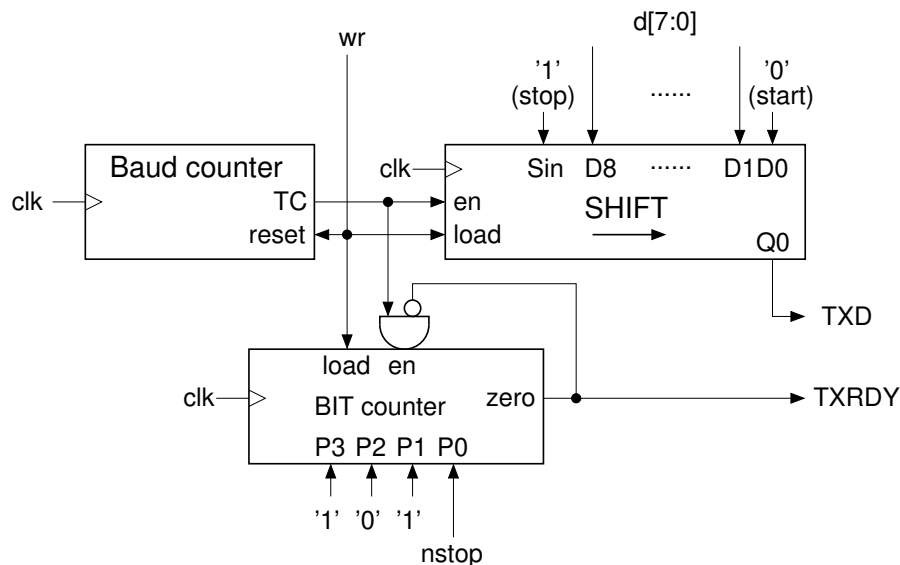 d[7:0]
wr
'1' ...... '0'
(stop) (start)
Baud counter clk Sin D8 ...... D1D0
clk TC en SHIFT
reset load
Q0
TXD
load en
clk BIT counter zero TXRDY
P3 P2 P1 P0
'1' '0' '1'
nstop